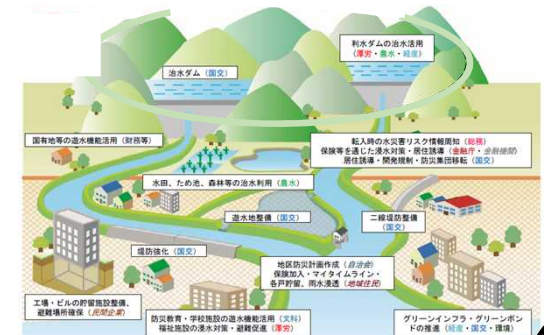 治水ダム（国交）
利水ダムの治水活用
（厚労・農水・経産）
国有地等の遊水機能活用（財務等）
転入時の水災害リスク情報周知（総務）
保険等を通じた浸水対策・居住誘導（金融庁・金融機関）
居住誘導・開発規制・防災集団移転（国交）
水田、ため池、森林等の治水利用（農水）
遊水地整備（国交）
二線堤防整備
（国交）
堤防強化（国交）
地区防災計画作成（自治会）
保険加入・マイタイムライン・
各戸貯留、雨水浸透（地域住民）
工場・ビルの貯留施設整備、
避難場所確保（民間企業）
防災教育・学校施設の遊水機能活用（文科）
福祉施設の浸水対策・避難促進（厚労）
グリーンインフラ・グリーンボン
ドの推進（経産・国交・環境）